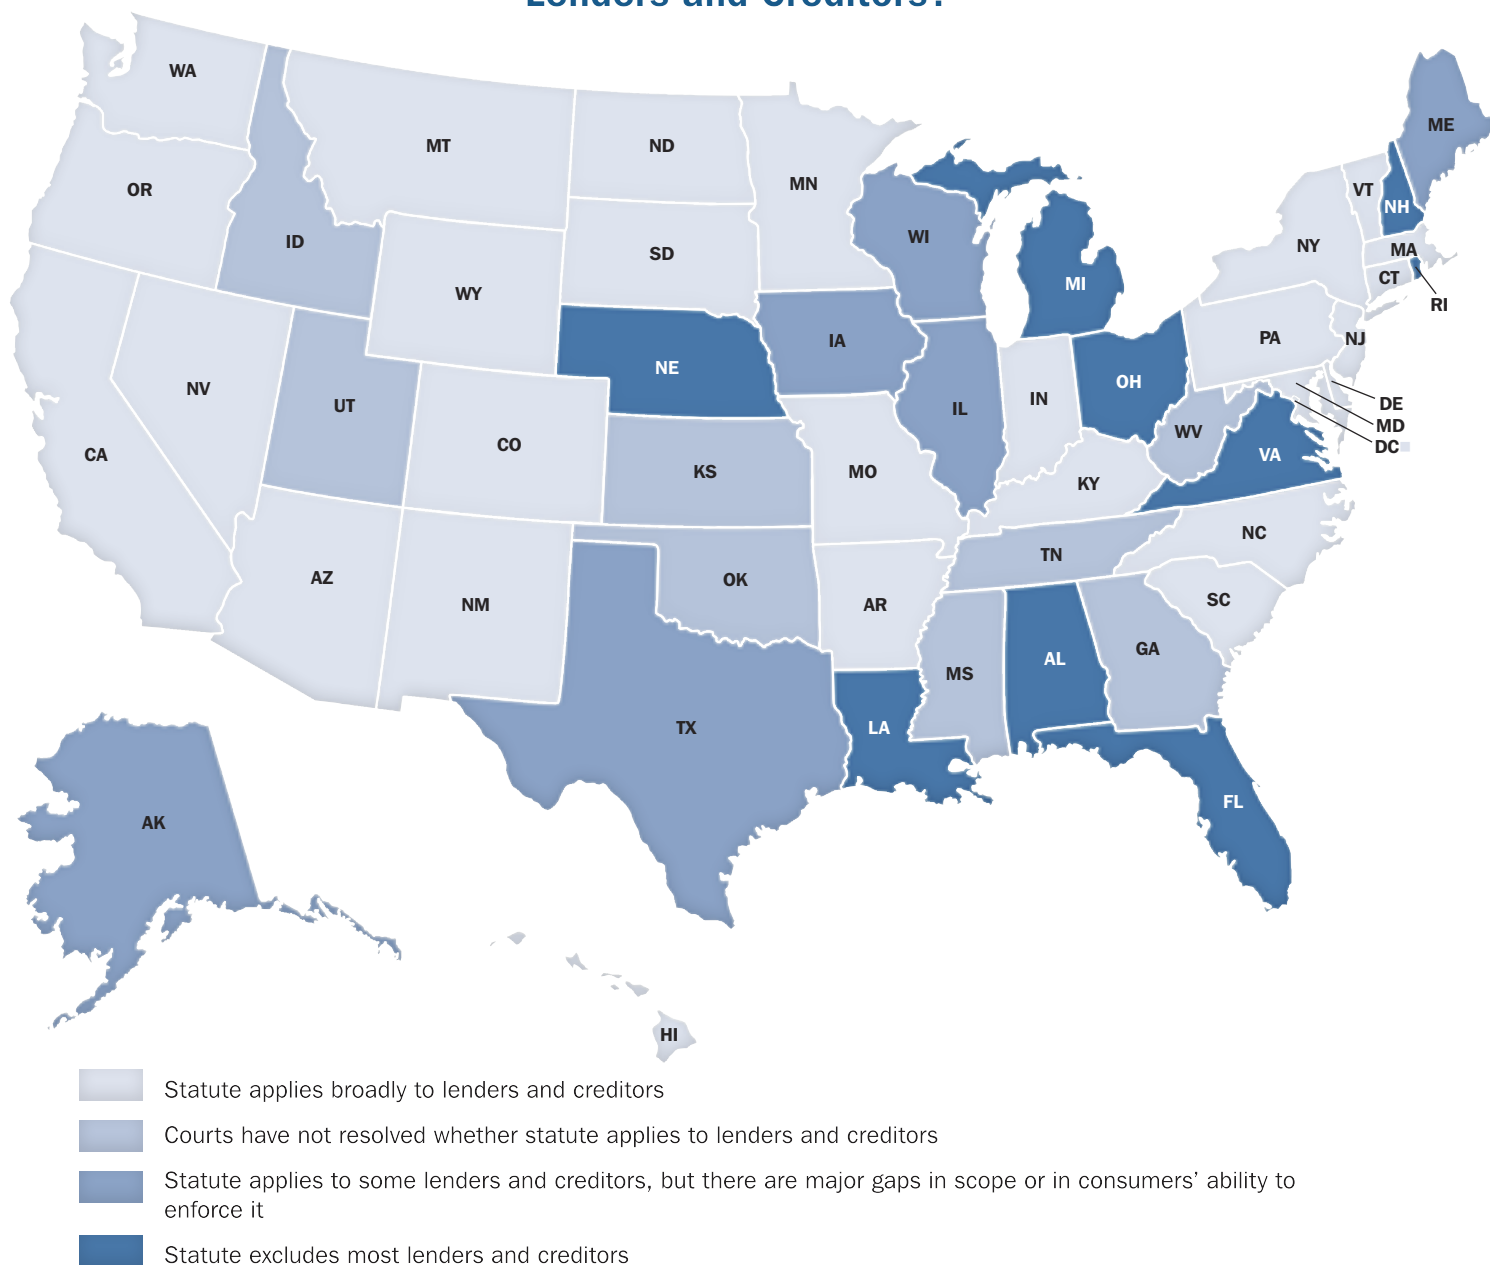 Lenders and Creditors?
WA
MT
ND
MN
ME
OR
ID
SD
WI
VT
NH
NY
MA
WY
MI
CT
RI
NE
IA
PA
NJ
NV
UT
OH
IL
IN
DE
CA
CO
KS
MO
WV
VA
MD
DC
KY
AZ
NM
OK
AR
TN
NC
SC
MS
AL
GA
TX
LA
AK
FL
HI
Statute applies broadly to lenders and creditors
Courts have not resolved whether statute applies to lenders and creditors
Statute applies to some lenders and creditors, but there are major gaps in scope or in consumers’ ability to
enforce it
Statute excludes most lenders and creditors